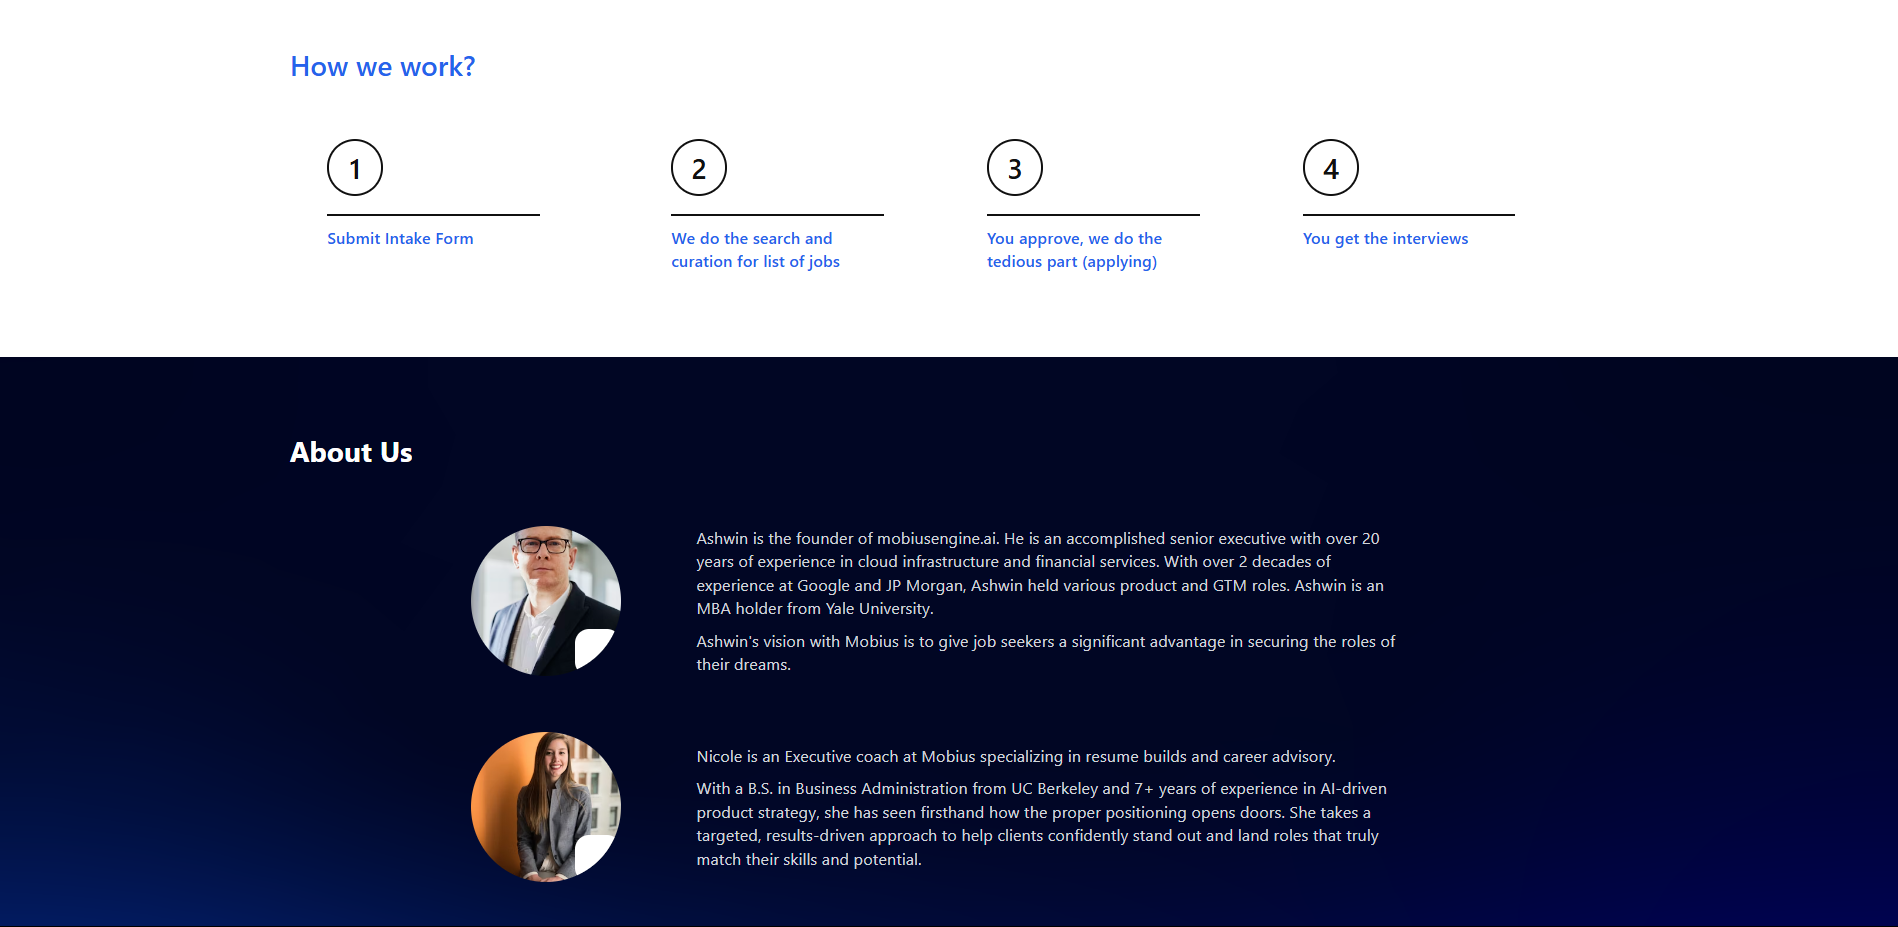 How we work?
1
2
3
4
Submit Intake Form
We do the search and
curation for list of jobs
You approve, we do the
tedious part (applying)
You get the interviews
About Us
Ashwin is the founder of mobiusengine.ai. He is an accomplished senior executive with over 20
years of experience in cloud infrastructure and financial services. With over 2 decades of
experience at Google and JP Morgan, Ashwin held various product and GTM roles. Ashwin is an
MBA holder from Yale University.
Ashwin's vision with Mobius is to give job seekers a significant advantage in securing the roles of
their dreams.
Nicole is an Executive coach at Mobius specializing in resume builds and career advisory.
With a B.S. in Business Administration from UC Berkeley and 7+ years of experience in AI-driven
product strategy, she has seen firsthand how the proper positioning opens doors. She takes a
targeted, results-driven approach to help clients confidently stand out and land roles that truly
match their skills and potential.